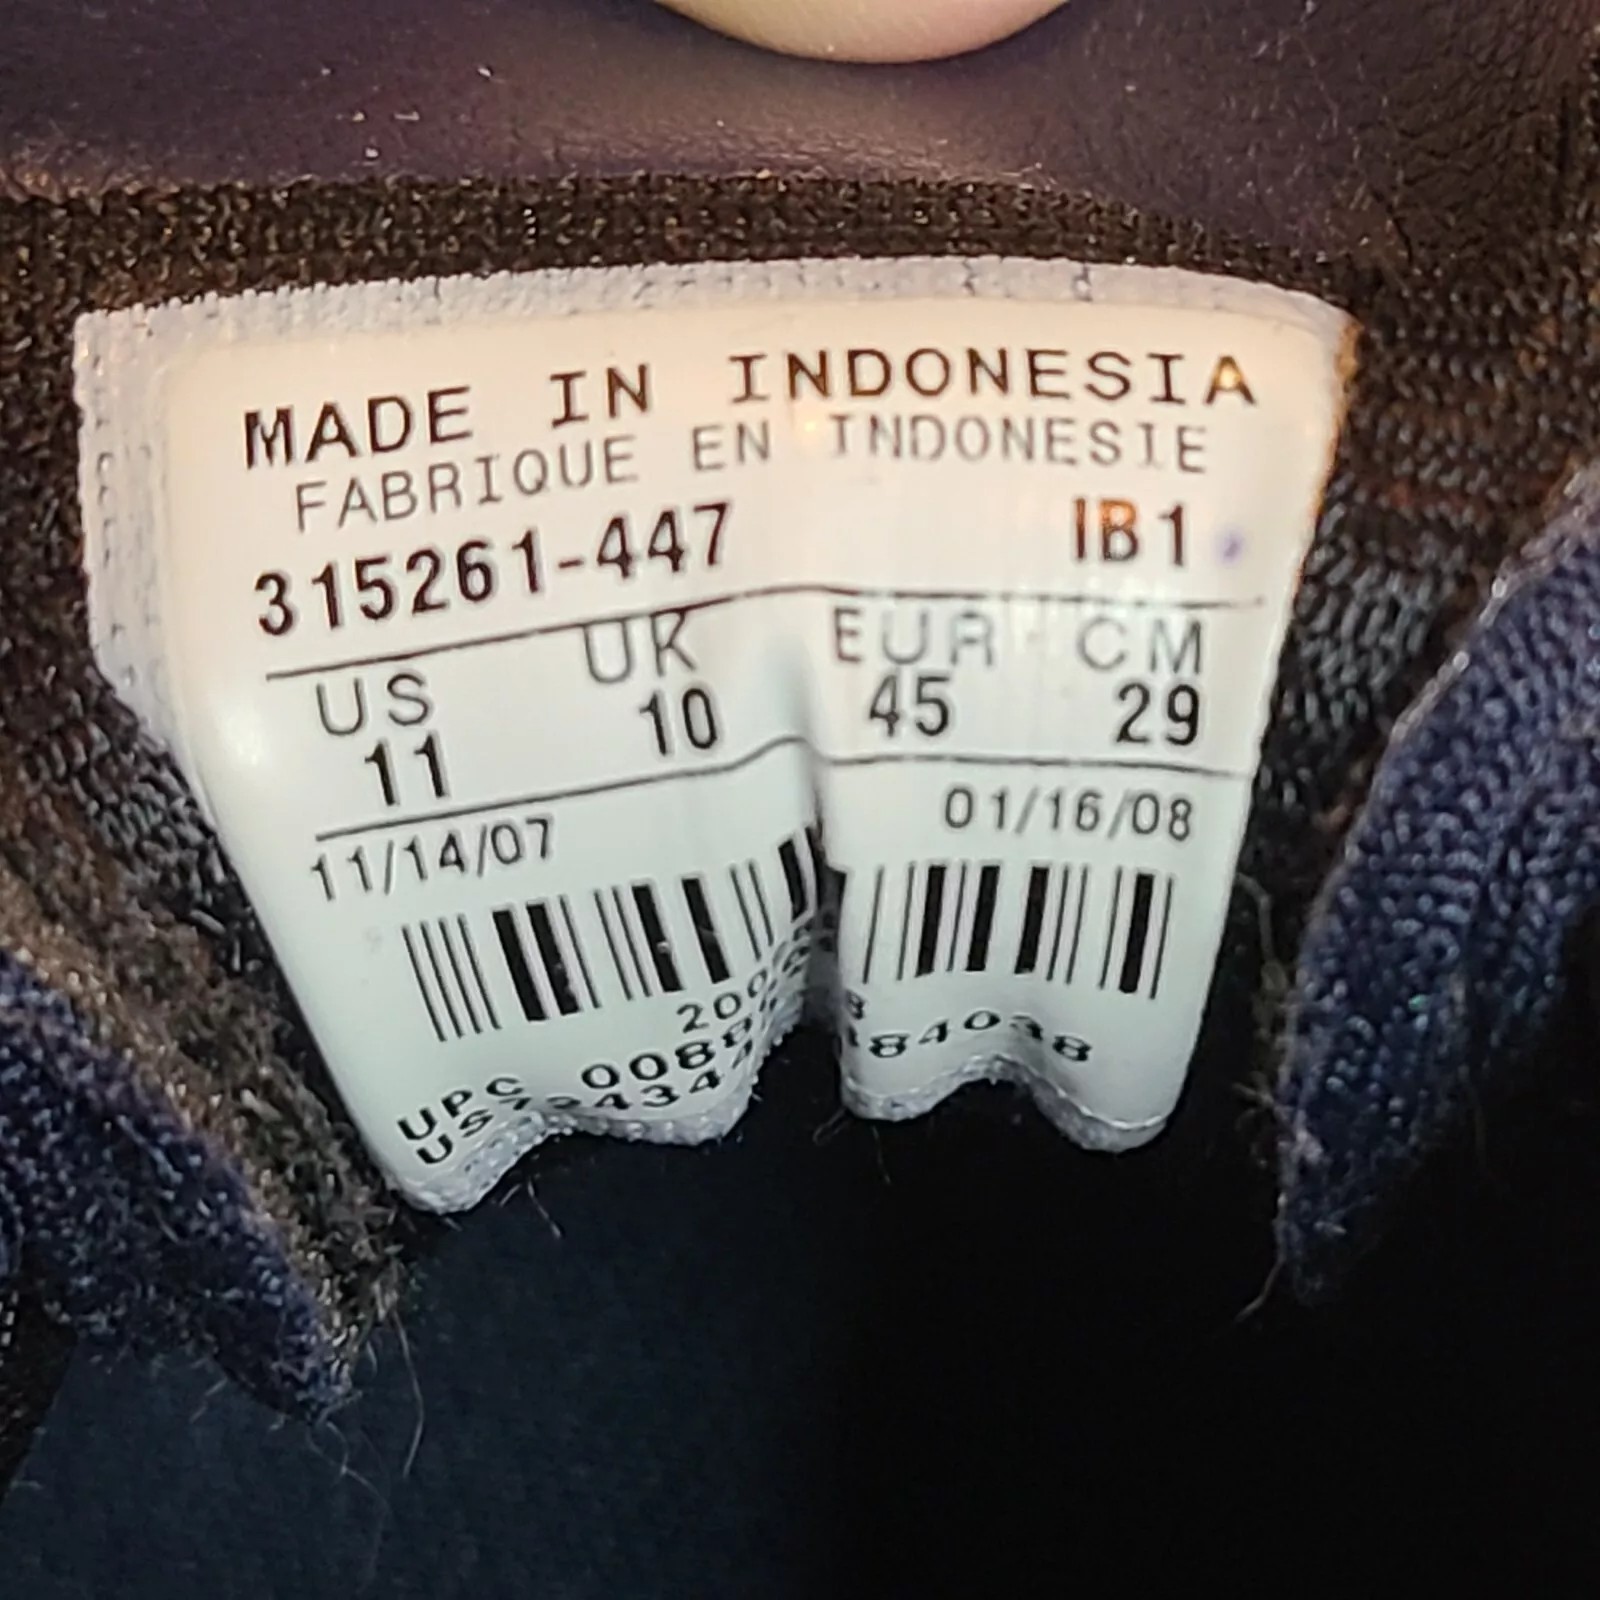 MADE IN INDONESIA
FABRIQUE EN INDONESIE
315261-447 IB1
US UK EUR CM
11 10 45 29
11/14/07 01/16/08
UPC